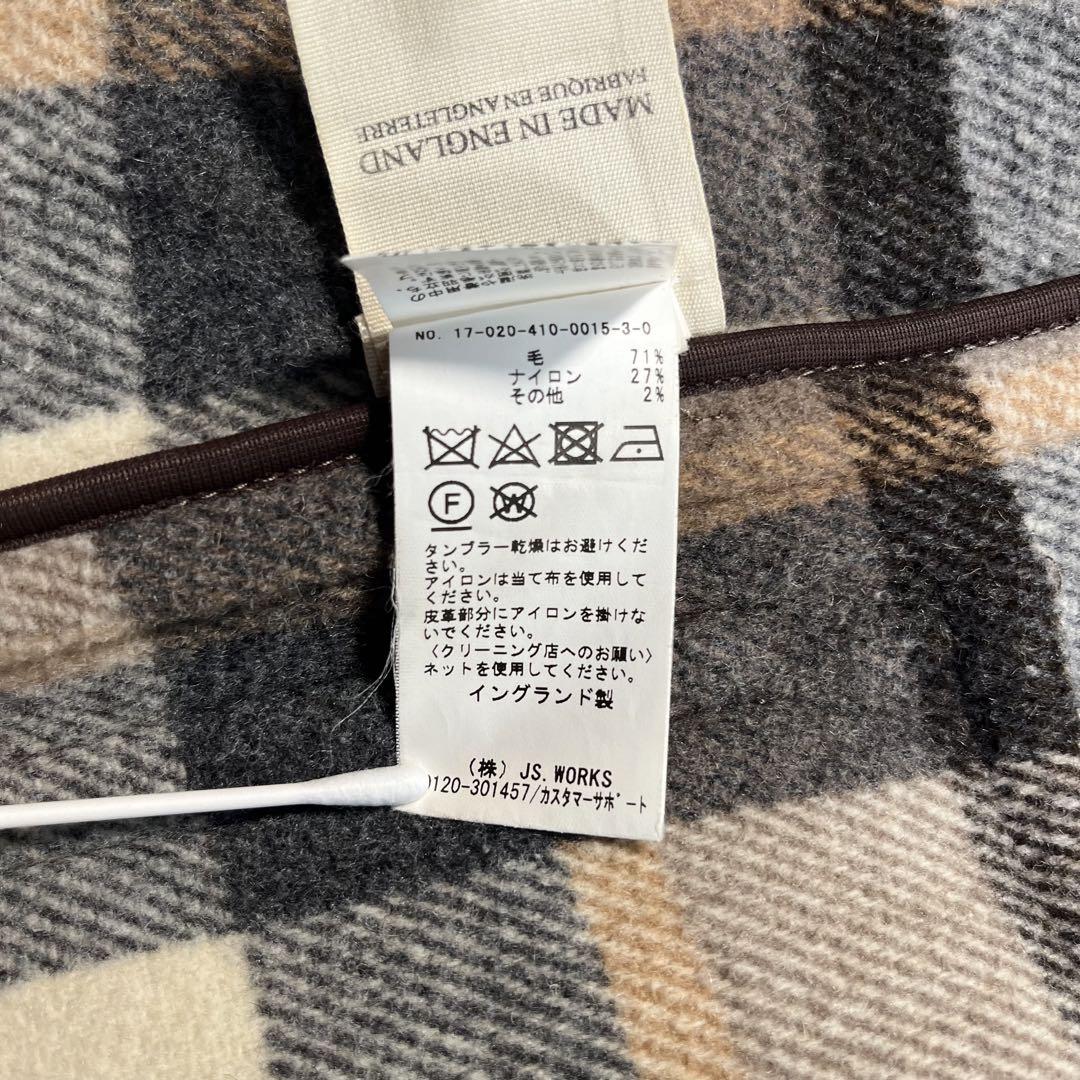 MADE IN ENGLAND
FABRIQUE EN ANGLETERRE
NO. 17-020-410-0015-3-0
毛 71%
ナイロン 27%
その他 2%
F
W
タンブラー乾燥はお避けくだ
さい。
アイロンは当て布を使用して
ください。
皮革部分にアイロンを掛けな
いでください。
〈クリーニング店へのお願い〉
ネットを使用してください。
イングランド製
(株) JS.WORKS
0120-301457/カスタマーサポート